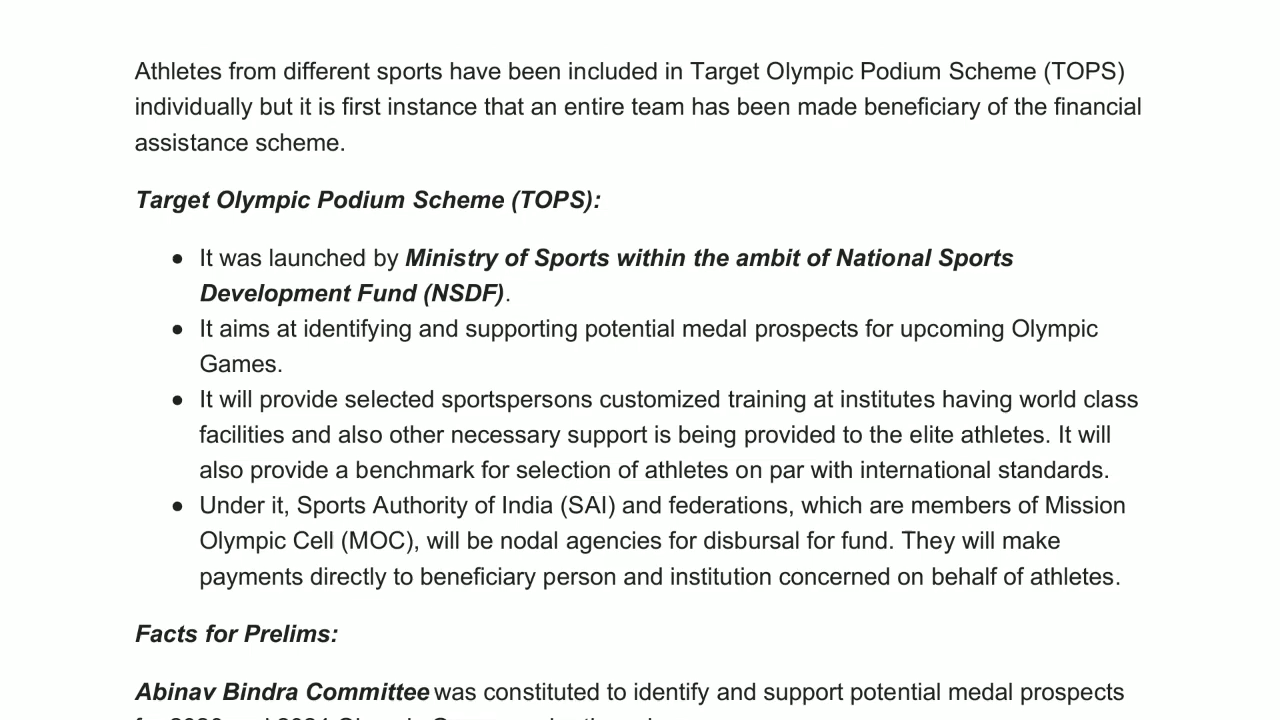 Athletes from different sports have been included in Target Olympic Podium Scheme (TOPS)
individually but it is first instance that an entire team has been made beneficiary of the financial
assistance scheme.
Target Olympic Podium Scheme (TOPS):
● It was launched by Ministry of Sports within the ambit of National Sports
Development Fund (NSDF).
● It aims at identifying and supporting potential medal prospects for upcoming Olympic
Games.
● It will provide selected sportspersons customized training at institutes having world class
facilities and also other necessary support is being provided to the elite athletes. It will
also provide a benchmark for selection of athletes on par with international standards.
● Under it, Sports Authority of India (SAI) and federations, which are members of Mission
Olympic Cell (MOC), will be nodal agencies for disbursal for fund. They will make
payments directly to beneficiary person and institution concerned on behalf of athletes.
Facts for Prelims:
Abinav Bindra Committee was constituted to identify and support potential medal prospects